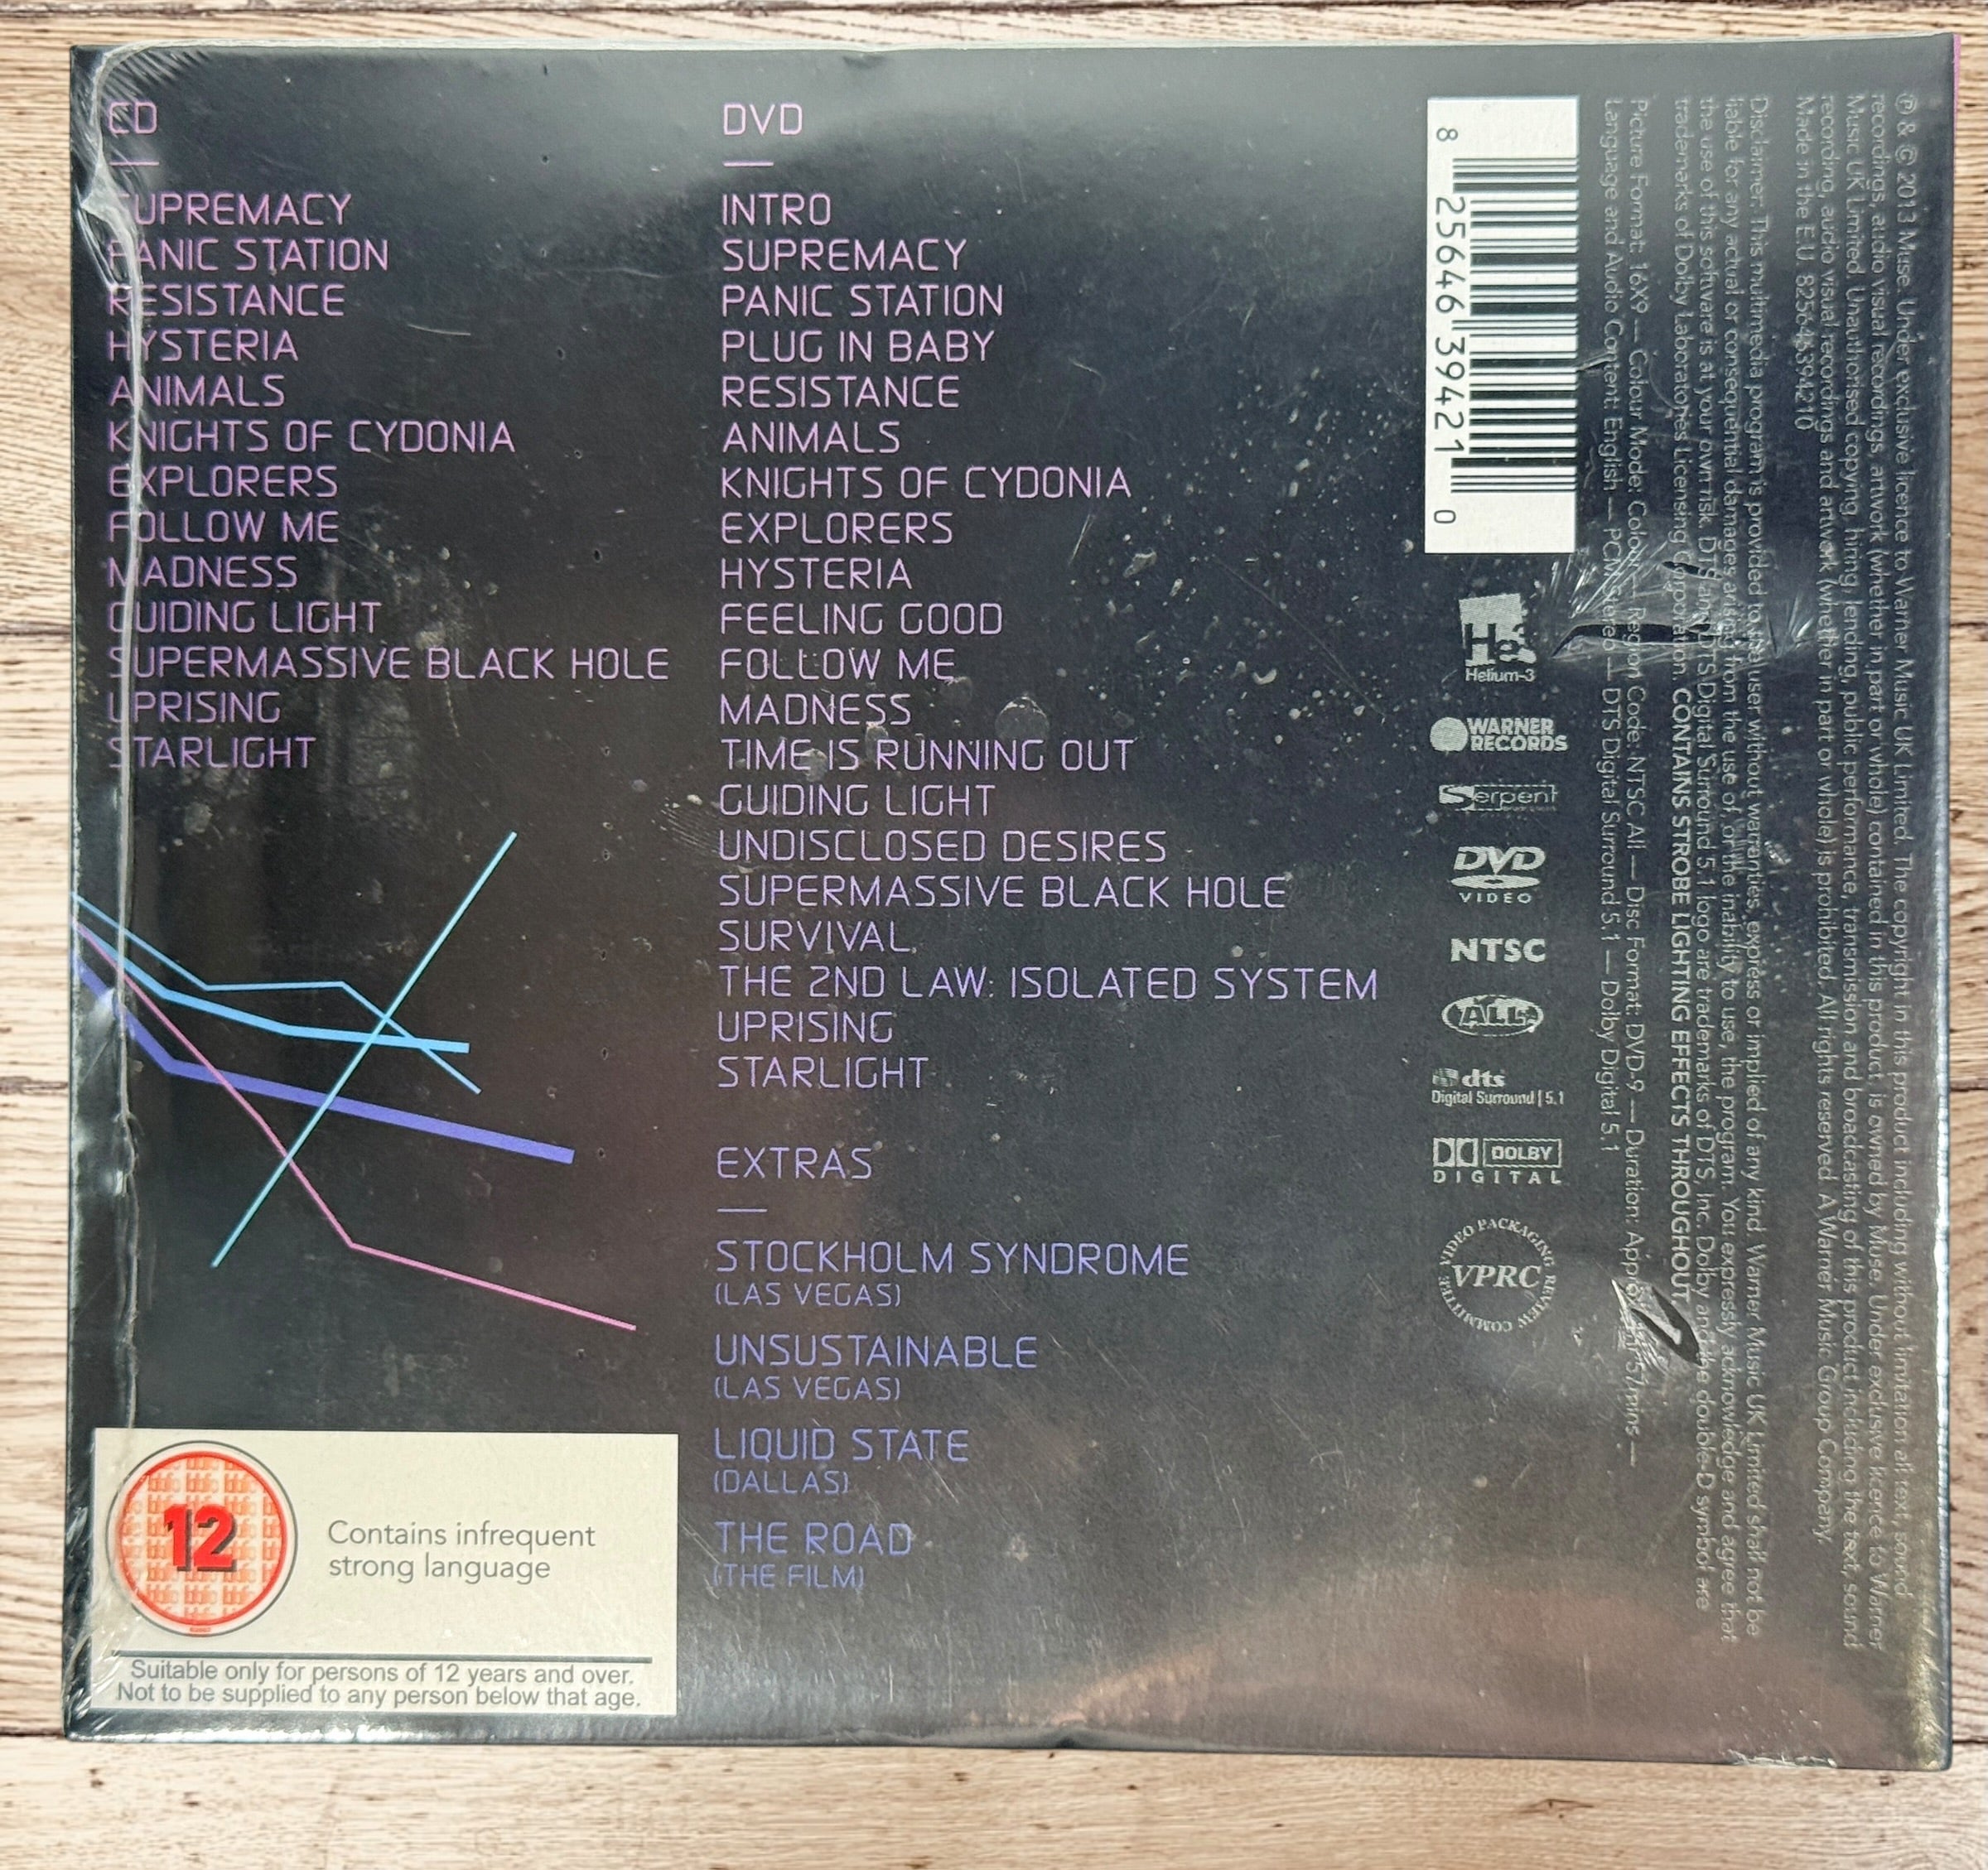 CD
SUPREMACY
PANIC STATION
RESISTANCE
HYSTERIA
ANIMALS
KNIGHTS OF CYDONIA
EXPLORERS
FOLLOW ME
MADNESS
GUIDING LIGHT
SUPERMASSIVE BLACK HOLE
UPRISING
STARLIGHT
DVD
INTRO
SUPREMACY
PANIC STATION
PLUG IN BABY
RESISTANCE
ANIMALS
KNIGHTS OF CYDONIA
EXPLORERS
HYSTERIA
FEELING GOOD
FOLLOW ME
MADNESS
TIME IS RUNNING OUT
GUIDING LIGHT
UNDISCLOSED DESIRES
SUPERMASSIVE BLACK HOLE
SURVIVAL
THE 2ND LAW: ISOLATED SYSTEM
UPRISING
STARLIGHT
EXTRAS
STOCKHOLM SYNDROME
(LAS VEGAS)
UNSUSTAINABLE
(LAS VEGAS)
LIQUID STATE
(DALLAS)
THE ROAD
(THE FILM)
12
Contains infrequent
strong language
Suitable only for persons of 12 years and over.
Not to be supplied to any person below that age.
8 25646 39421 0
He3
Helium-3
WARNER
RECORDS
Serpent
DVD
VIDEO
NTSC
ALL
dts
Digital Surround | 5.1
DOLBY
DIGITAL
VIDEO PACKAGING REVIEW COMMITTEE
VPRC
℗ & © 2013 Muse. Under exclusive licence to Warner Music UK Limited. The copyright in this product including without limitation all text, sound
recordings, audio visual recordings, artwork (whether in part or whole) contained in this product, is owned by Muse. Under exclusive licence to Warner
Music UK Limited. Unauthorised copying, hiring, lending, public performance, transmission and broadcasting of this product including the text, sound
recording, audio visual recordings and artwork (whether in part or whole) is prohibited. All rights reserved. A Warner Music Group Company.
Made in the E.U. 825646394210
Disclaimer: This multimedia program is provided to the user without warranties, express or implied of any kind. Warner Music UK Limited shall not be
liable for any actual or consequential damages arising from the use of, or the inability to use, the program. You expressly acknowledge and agree that
the use of this software is at your own risk. DTS and DTS Digital Surround 5.1 logo are trademarks of DTS, Inc. Dolby and the double-D symbol are
trademarks of Dolby Laboratories Licensing Corporation. CONTAINS STROBE LIGHTING EFFECTS THROUGHOUT
Picture Format: 16X9 — Colour Mode: Colour — Region Code: NTSC All — Disc Format: DVD-9 — Duration: mins —
Language and Audio Content: English — PCM Stereo — DTS Digital Surround 5.1 — Dolby Digital 5.1